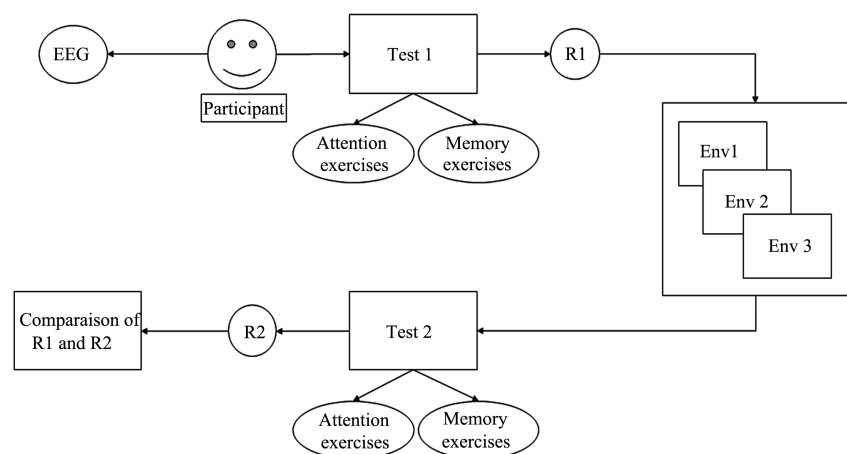 EEG
Participant
Test 1
R1
Attention
exercises
Memory
exercises
Env1
Env 2
Env 3
Comparaison of
R1 and R2
R2
Test 2
Attention
exercises
Memory
exercises